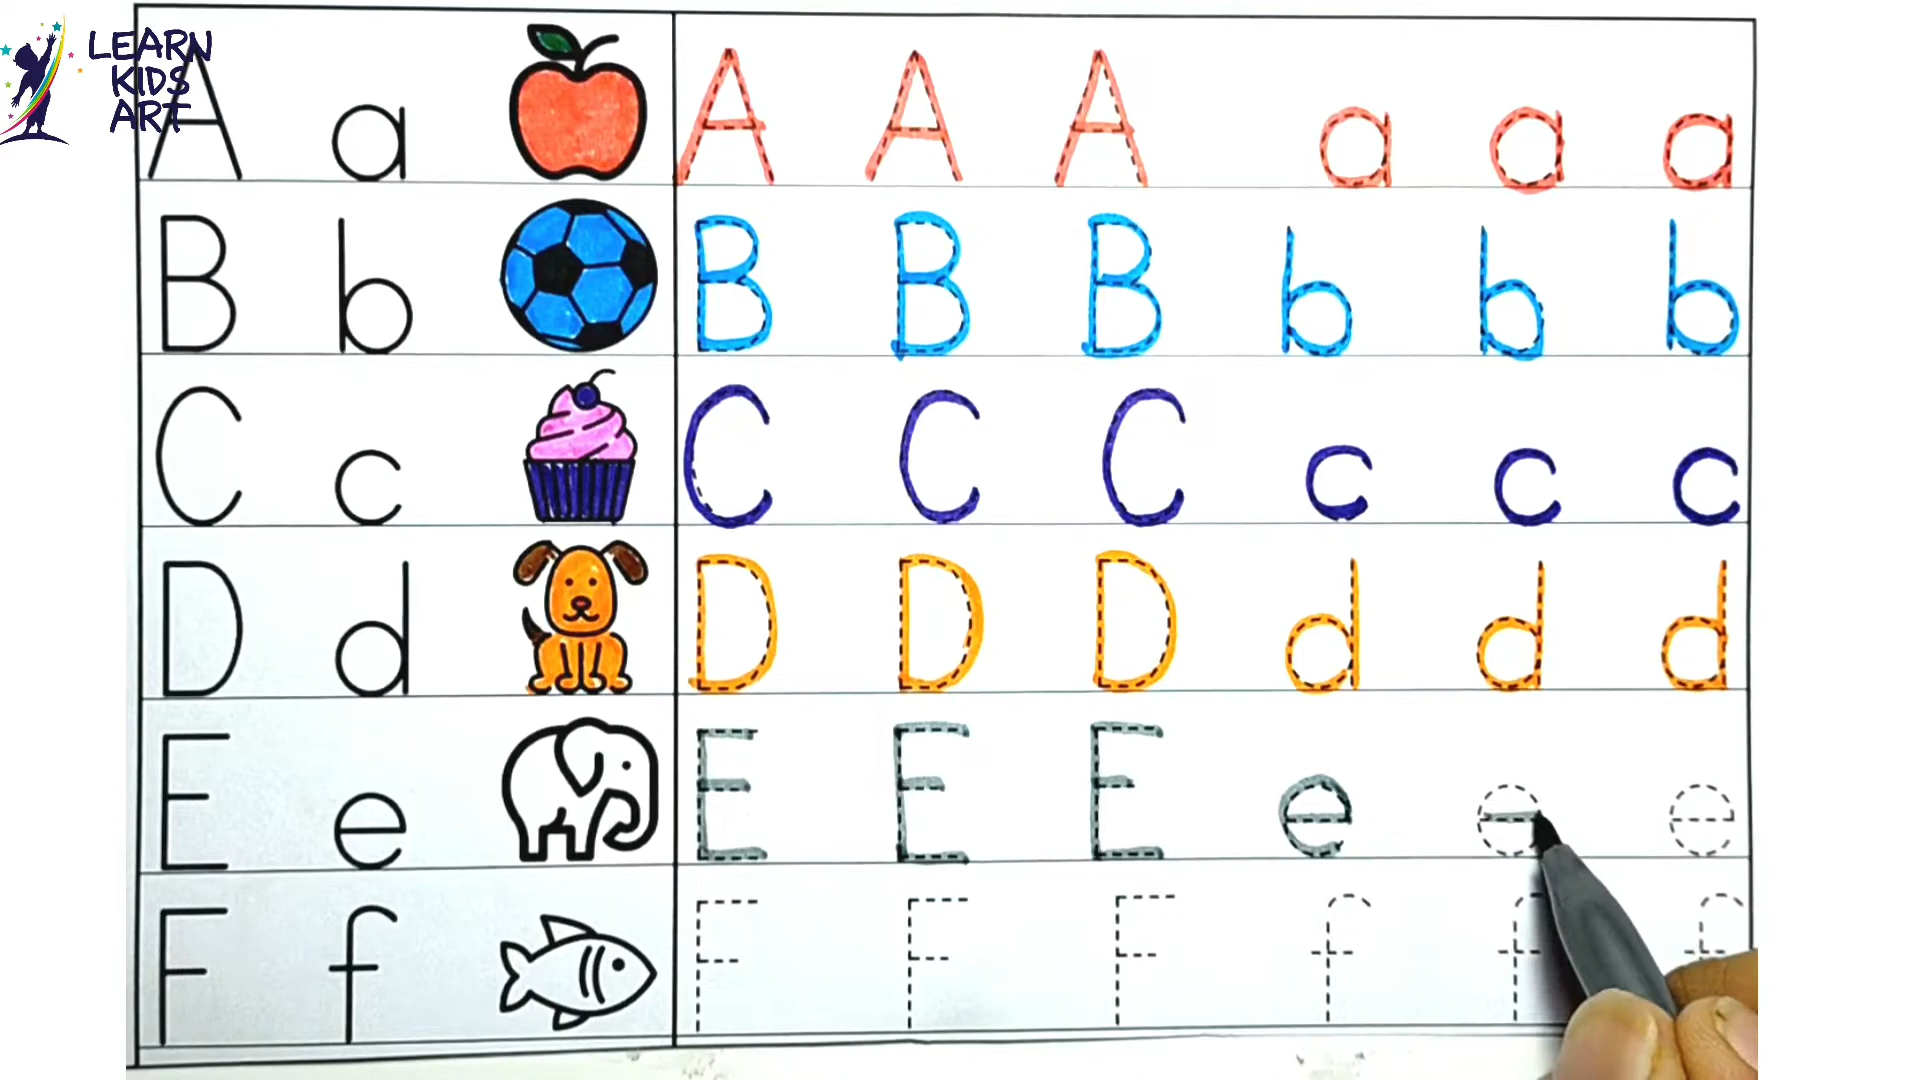 LEARN
KIDS
ART
A a A A A a a a
B b B B B b b b
C c C C C c c c
D d D D D d d d
E e E E E e e e
F f F F F f f f